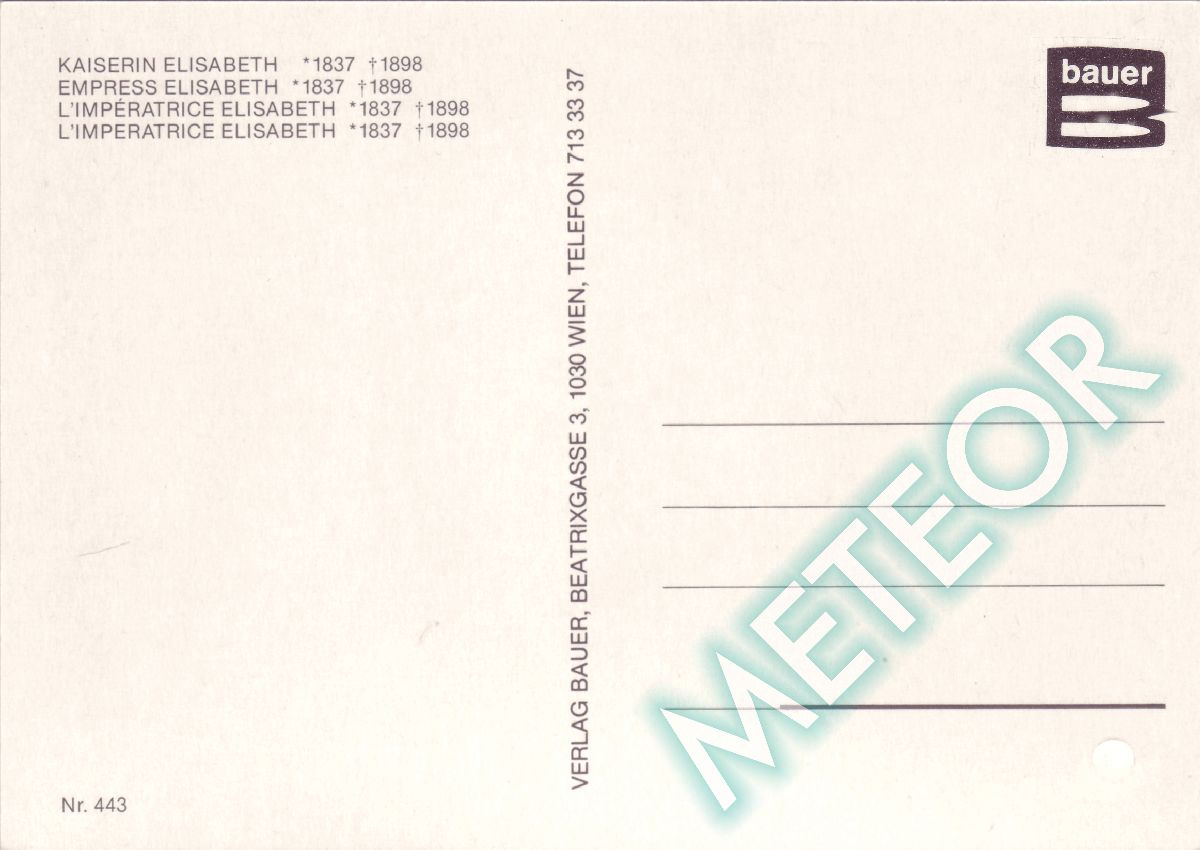 KAISERIN ELISABETH *1837 †1898
EMPRESS ELISABETH *1837 †1898
L'IMPÉRATRICE ELISABETH *1837 †1898
L'IMPERATRICE ELISABETH *1837 †1898
VERLAG BAUER, BEATRIXGASSE 3, 1030 WIEN, TELEFON 713 33 37
bauer
B
METEOR
Nr. 443